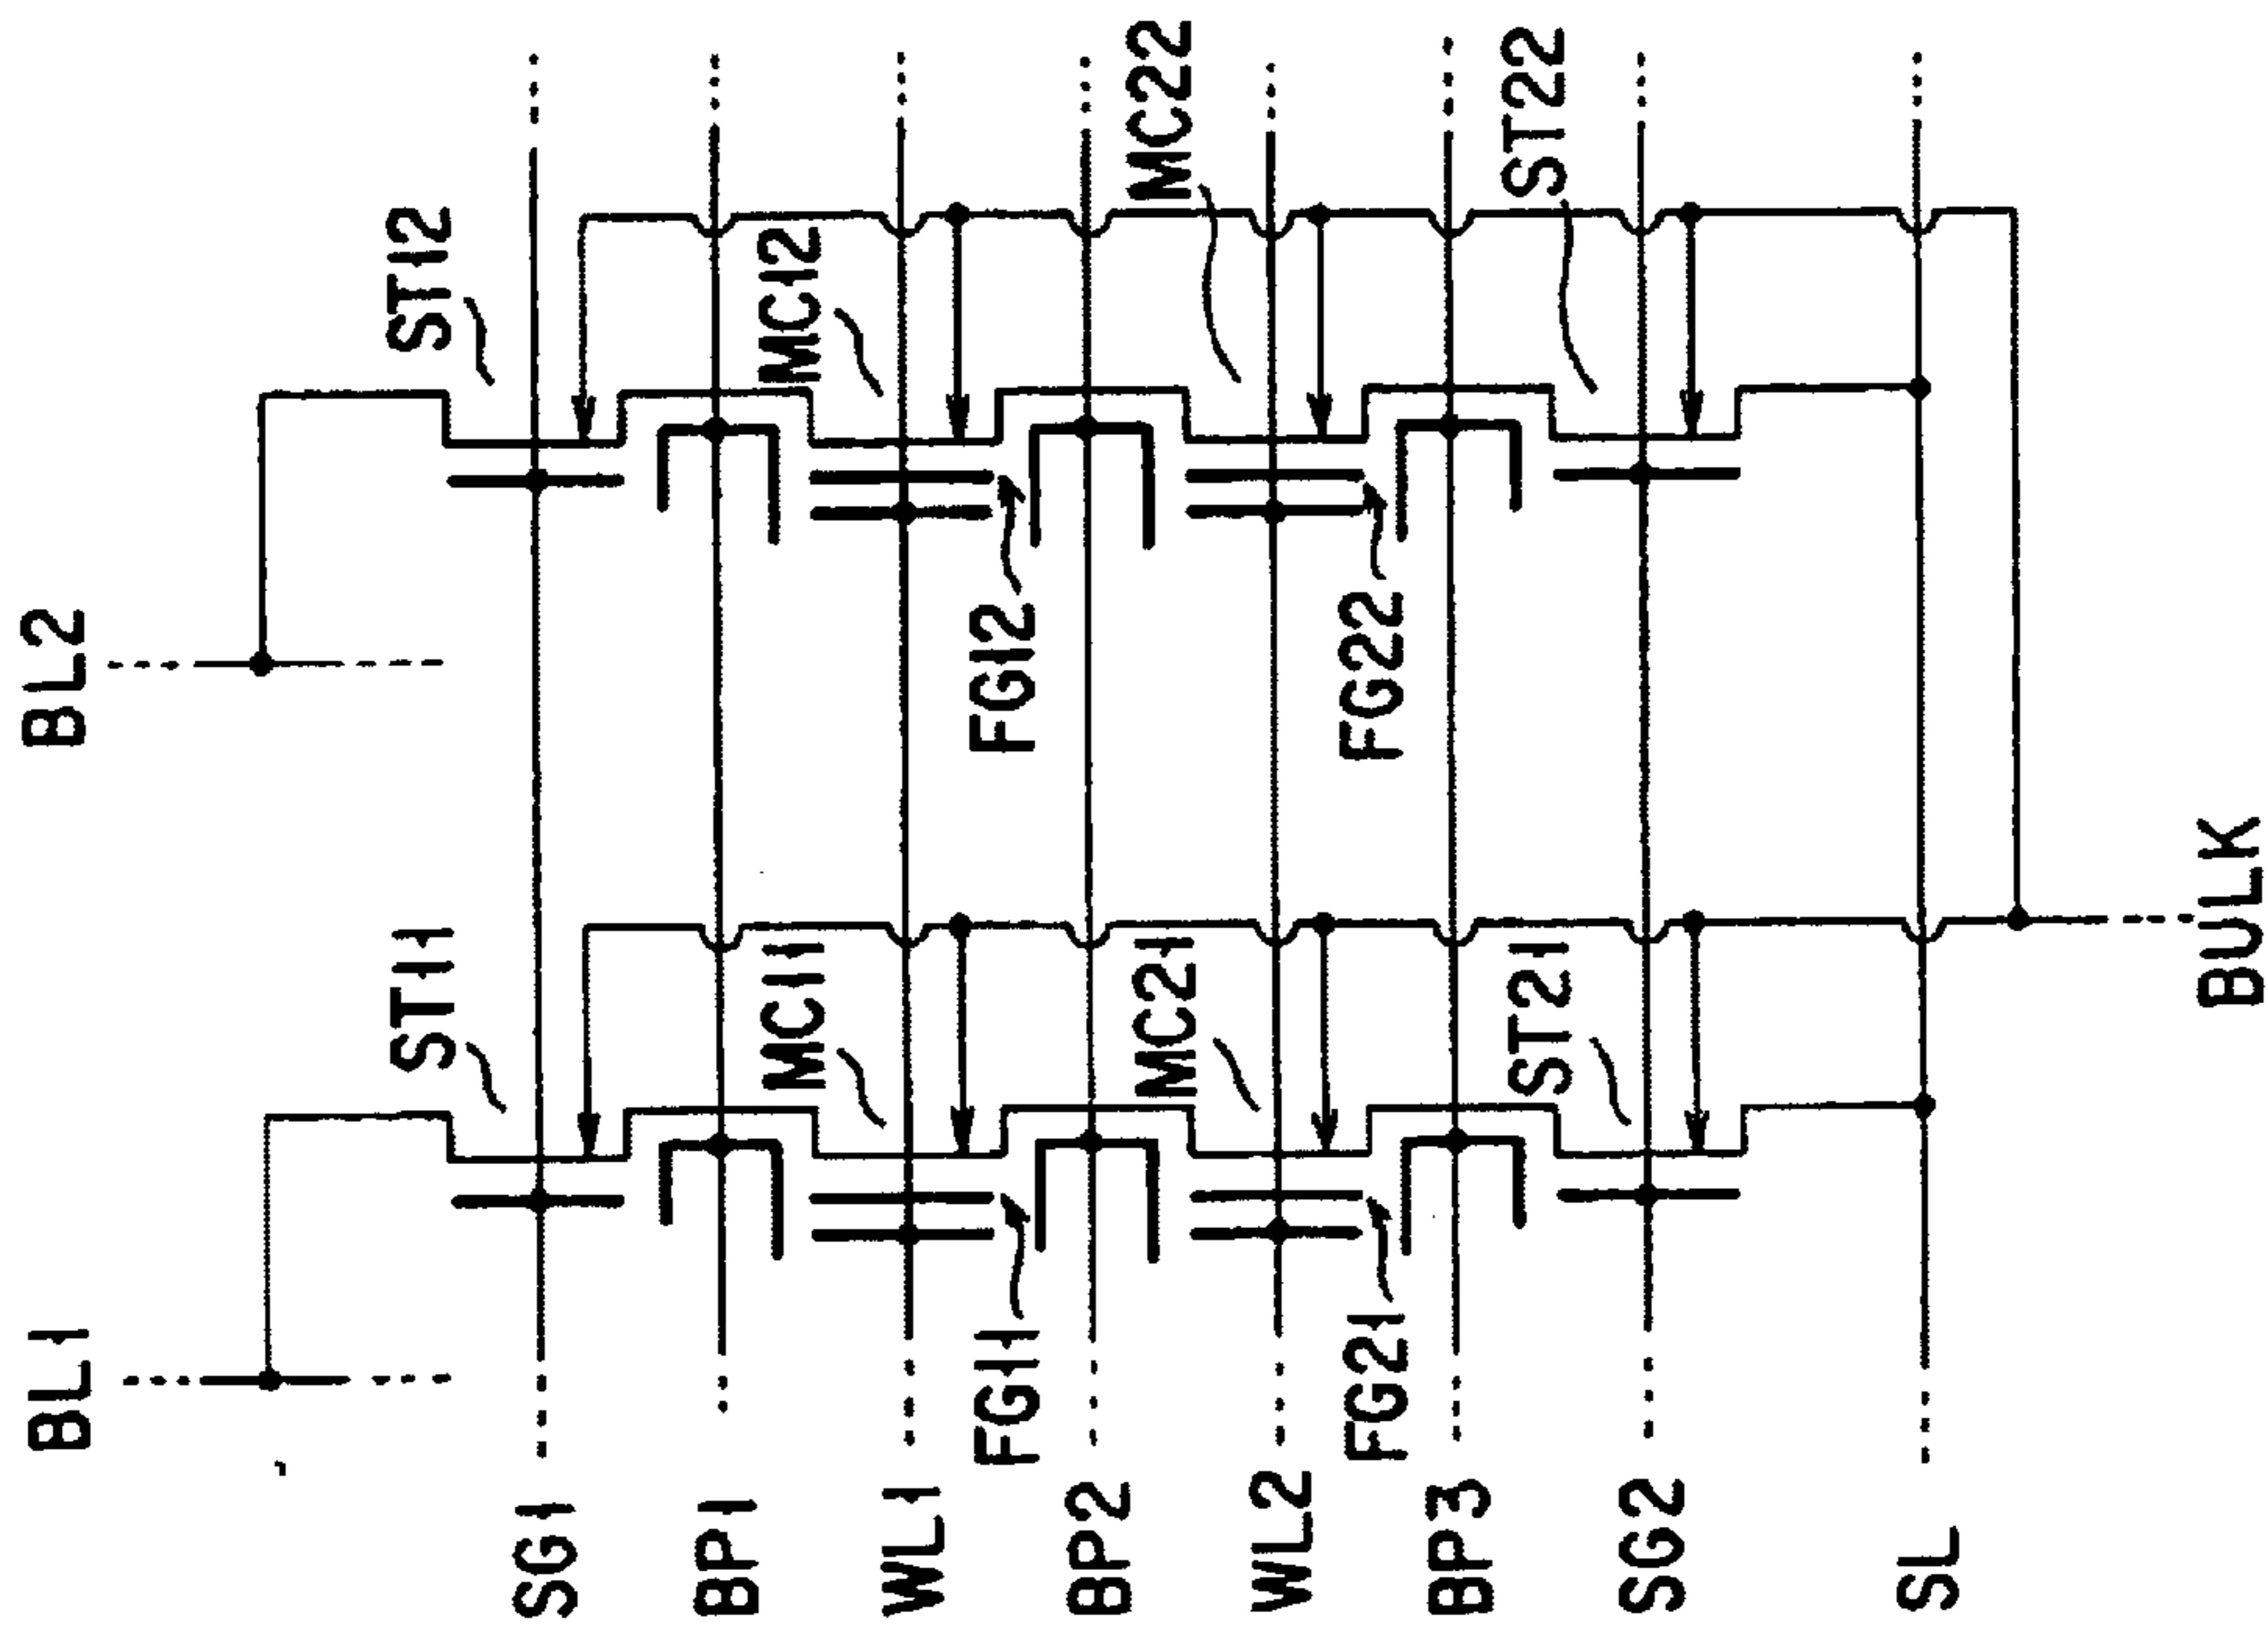 BL1
BL2
SG1
ST11
ST12
BP1
MC11
MC12
WL1
FG11
FG12
BP2
MC21
MC22
WL2
FG21
FG22
BP3
ST21
ST22
SG2
SL
BULK